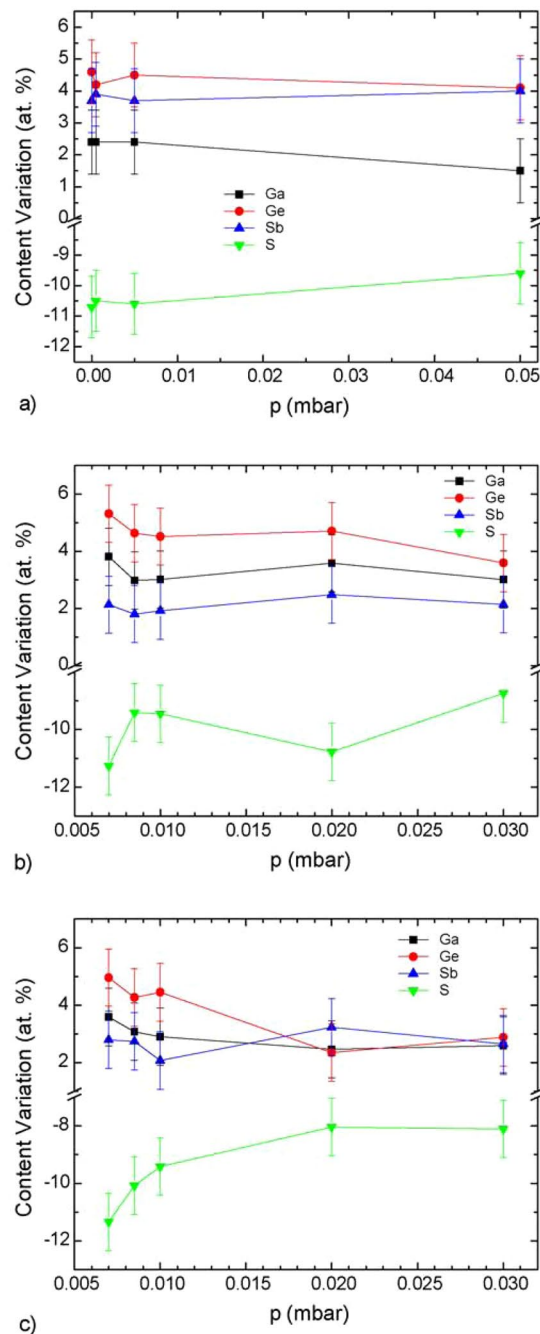 6
5
4
3
2
1
0
-9
-10
-11
-12
Content Variation (at. %)
Ga
Ge
Sb
S
0.00 0.01 0.02 0.03 0.04 0.05
p (mbar)
a)
6
4
2
0
-10
-12
Content Variation (at. %)
Ga
Ge
Sb
S
0.005 0.010 0.015 0.020 0.025 0.030
p (mbar)
b)
6
4
2
-8
-10
-12
Content Variation (at. %)
Ga
Ge
Sb
S
0.005 0.010 0.015 0.020 0.025 0.030
p (mbar)
c)